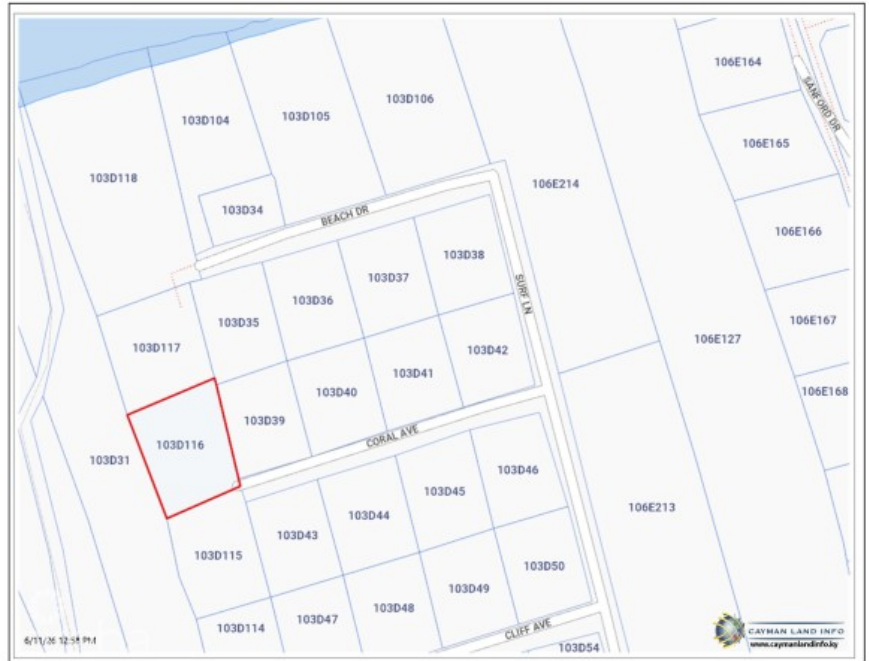 106E164
SANFORD DR
103D106
103D105
103D104
106E165
103D118
106E214
103D34
BEACH DR
106E166
103D38
103D37
SURF LN
103D36
103D35
106E167
106E127
103D117
103D42
103D41
103D40
106E168
103D39
CORAL AVE
103D116
103D31
103D46
103D45
106E213
103D44
103D43
103D115
103D50
103D49
103D48
103D47
103D114
CLIFF AVE
103D54
6/11/26 12:58 PM
CAYMAN LAND INFO
www.caymanlandinfo.ky